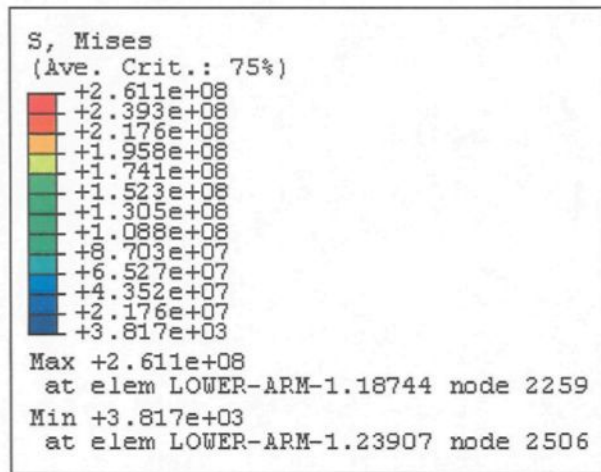 S, Mises
(Ave. Crit.: 75%)
+2.611e+08
+2.393e+08
+2.176e+08
+1.958e+08
+1.741e+08
+1.523e+08
+1.305e+08
+1.088e+08
+8.703e+07
+6.527e+07
+4.352e+07
+2.176e+07
+3.817e+03
Max +2.611e+08
at elem LOWER-ARM-1.18744 node 2259
Min +3.817e+03
at elem LOWER-ARM-1.23907 node 2506